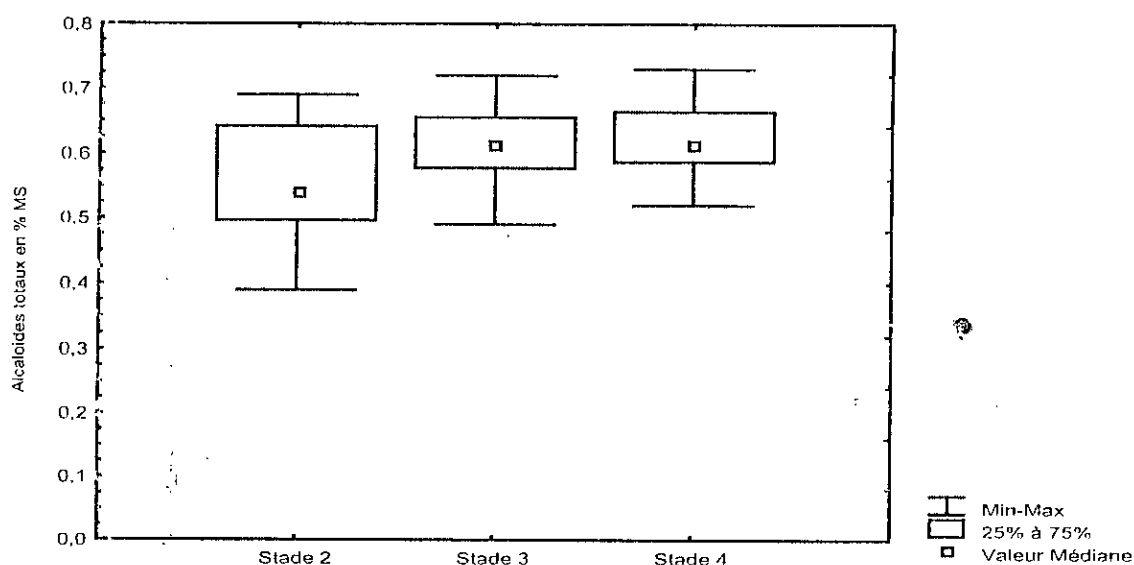 Alcaloides totaux en % MS
0,8
0,7
0,6
0,5
0,4
0,3
0,2
0,1
0,0
Stade 2
Stade 3
Stade 4
Min-Max
25% à 75%
Valeur Médiane